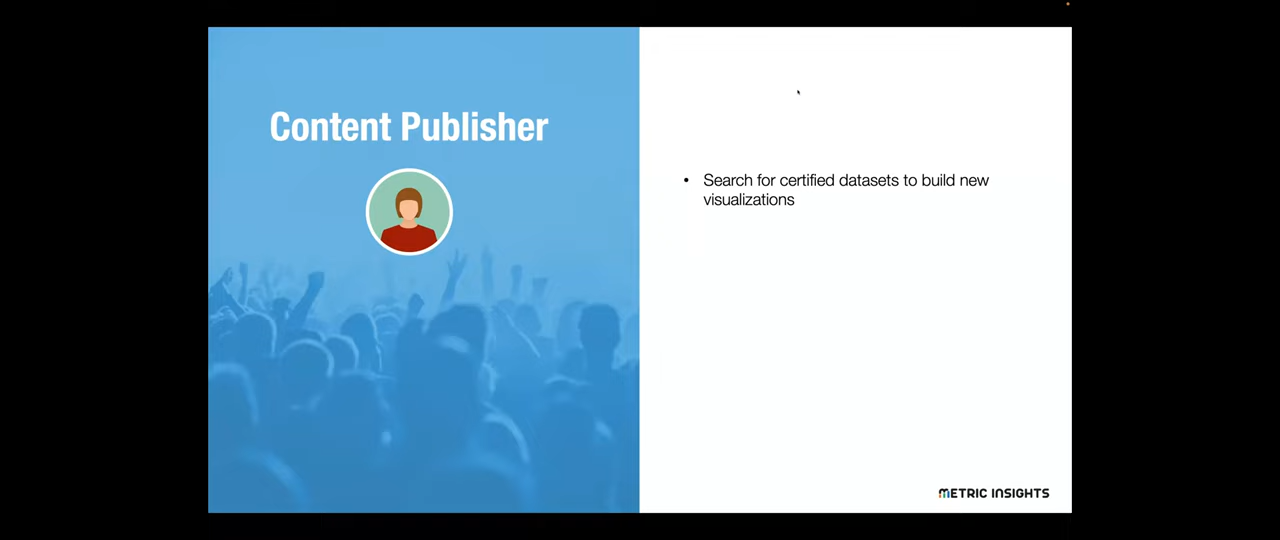 Content Publisher
• Search for certified datasets to build new
visualizations
METRIC INSIGHTS